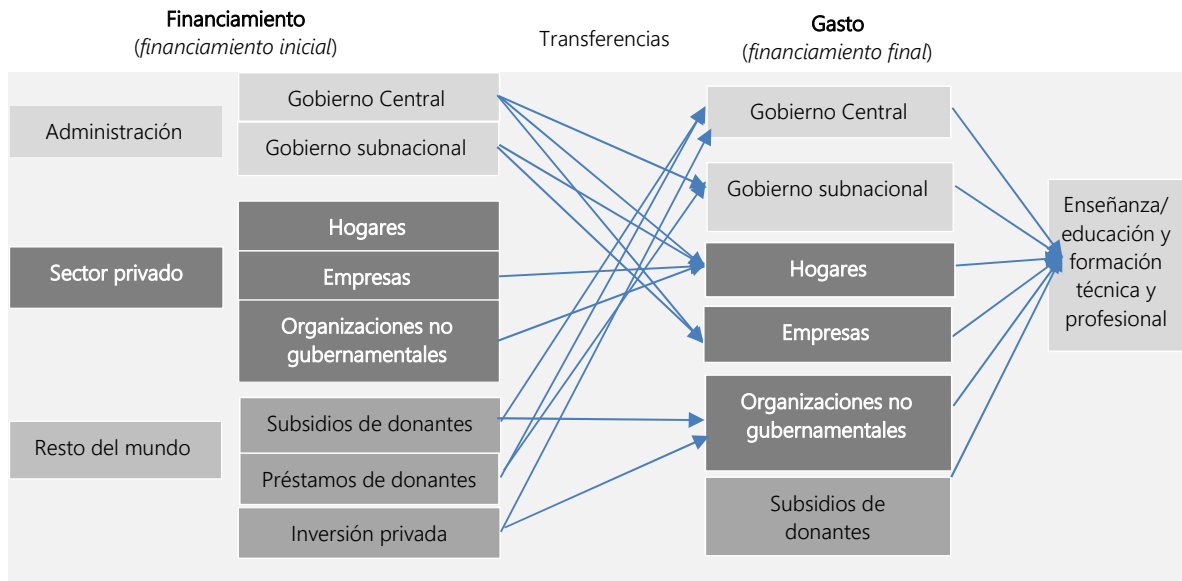 Financiamiento
(financiamiento inicial)
Transferencias
Gasto
(financiamiento final)
Administración
Gobierno Central
Gobierno subnacional
Sector privado
Hogares
Empresas
Organizaciones no
gubernamentales
Resto del mundo
Subsidios de donantes
Préstamos de donantes
Inversión privada
Gobierno Central
Gobierno subnacional
Hogares
Empresas
Organizaciones no
gubernamentales
Subsidios de
donantes
Enseñanza/
educación y
formación
técnica y
profesional